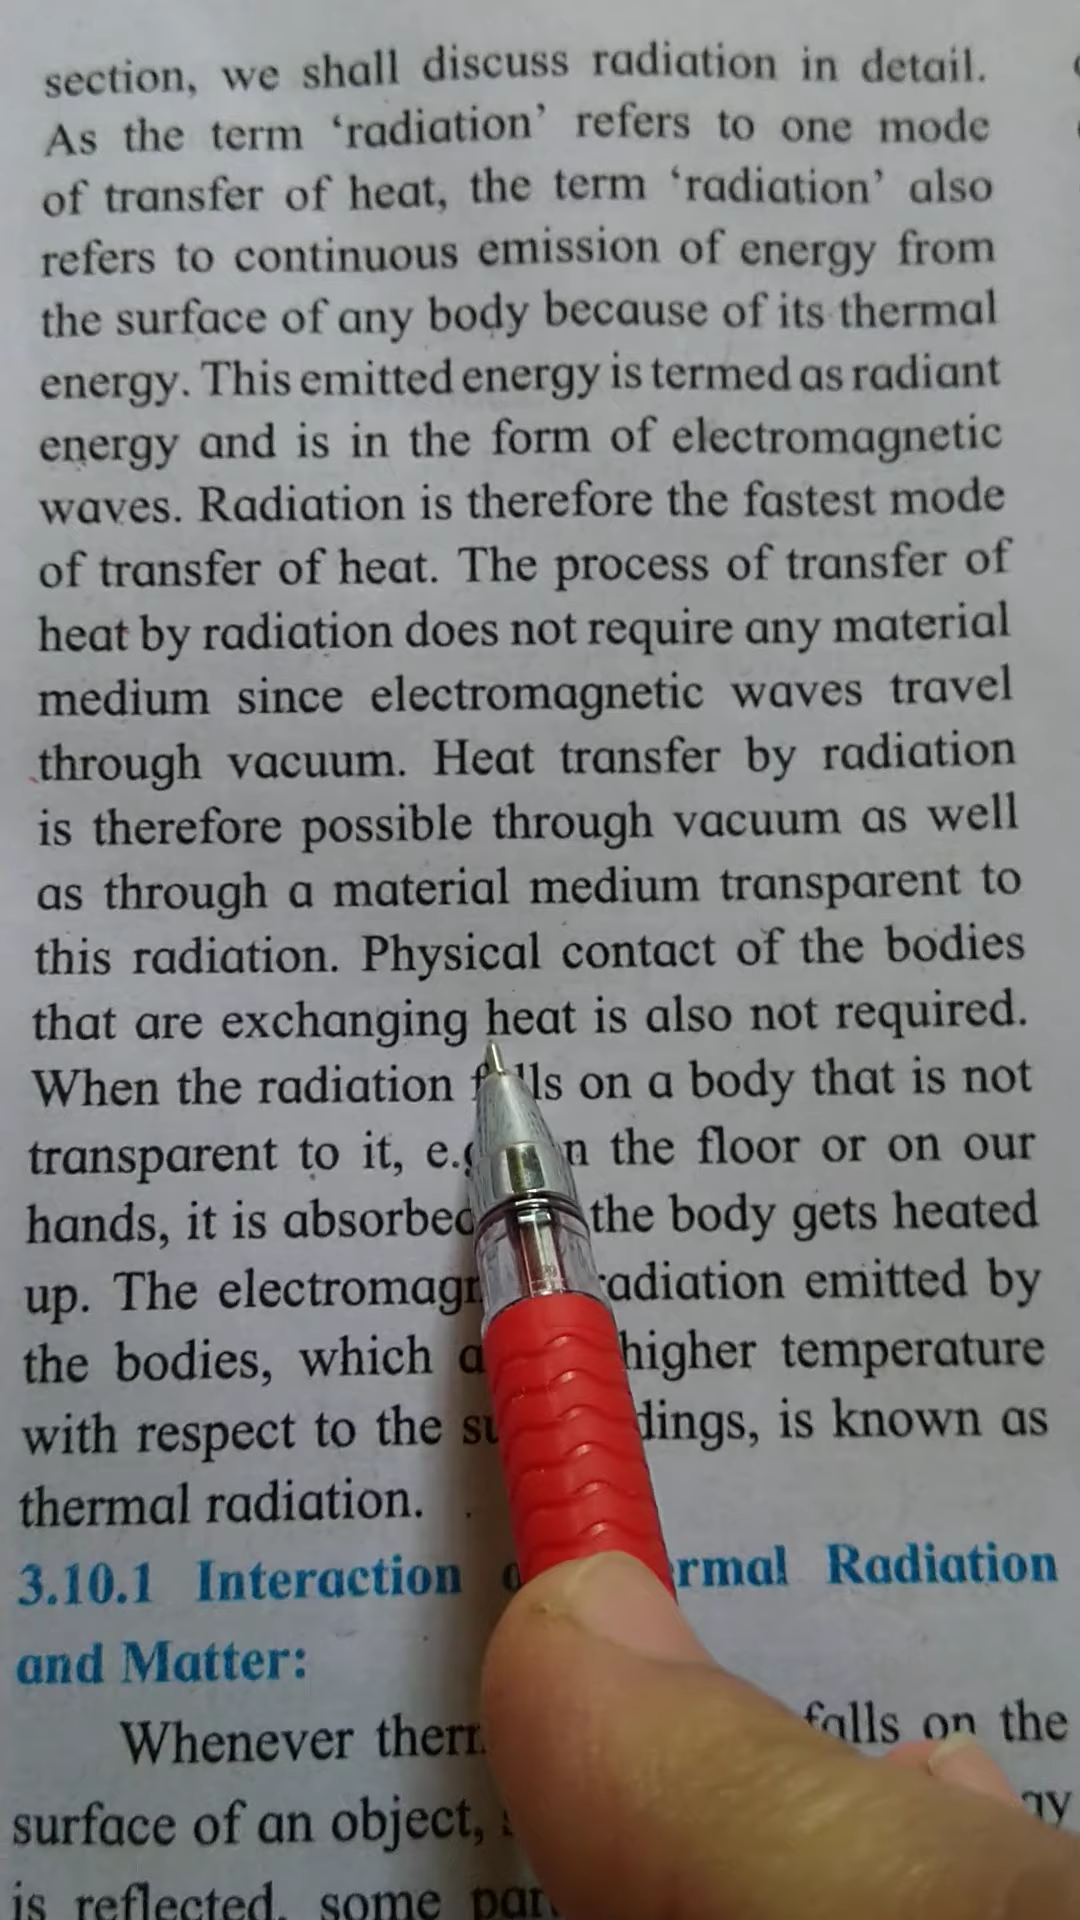 section, we shall discuss radiation in detail.
As the term ‘radiation’ refers to one mode
of transfer of heat, the term ‘radiation’ also
refers to continuous emission of energy from
the surface of any body because of its thermal
energy. This emitted energy is termed as radiant
energy and is in the form of electromagnetic
waves. Radiation is therefore the fastest mode
of transfer of heat. The process of transfer of
heat by radiation does not require any material
medium since electromagnetic waves travel
through vacuum. Heat transfer by radiation
is therefore possible through vacuum as well
as through a material medium transparent to
this radiation. Physical contact of the bodies
that are exchanging heat is also not required.
When the radiation on a body that is not
transparent to it, the floor or on our
hands, it is the body gets heated
up. The emitted by
the bodies, which higher temperature
with respect to the is known as
thermal radiation.
3.10.1 Interaction Radiation
and Matter:
Whenever falls on the
surface of an object,
is reflected, some